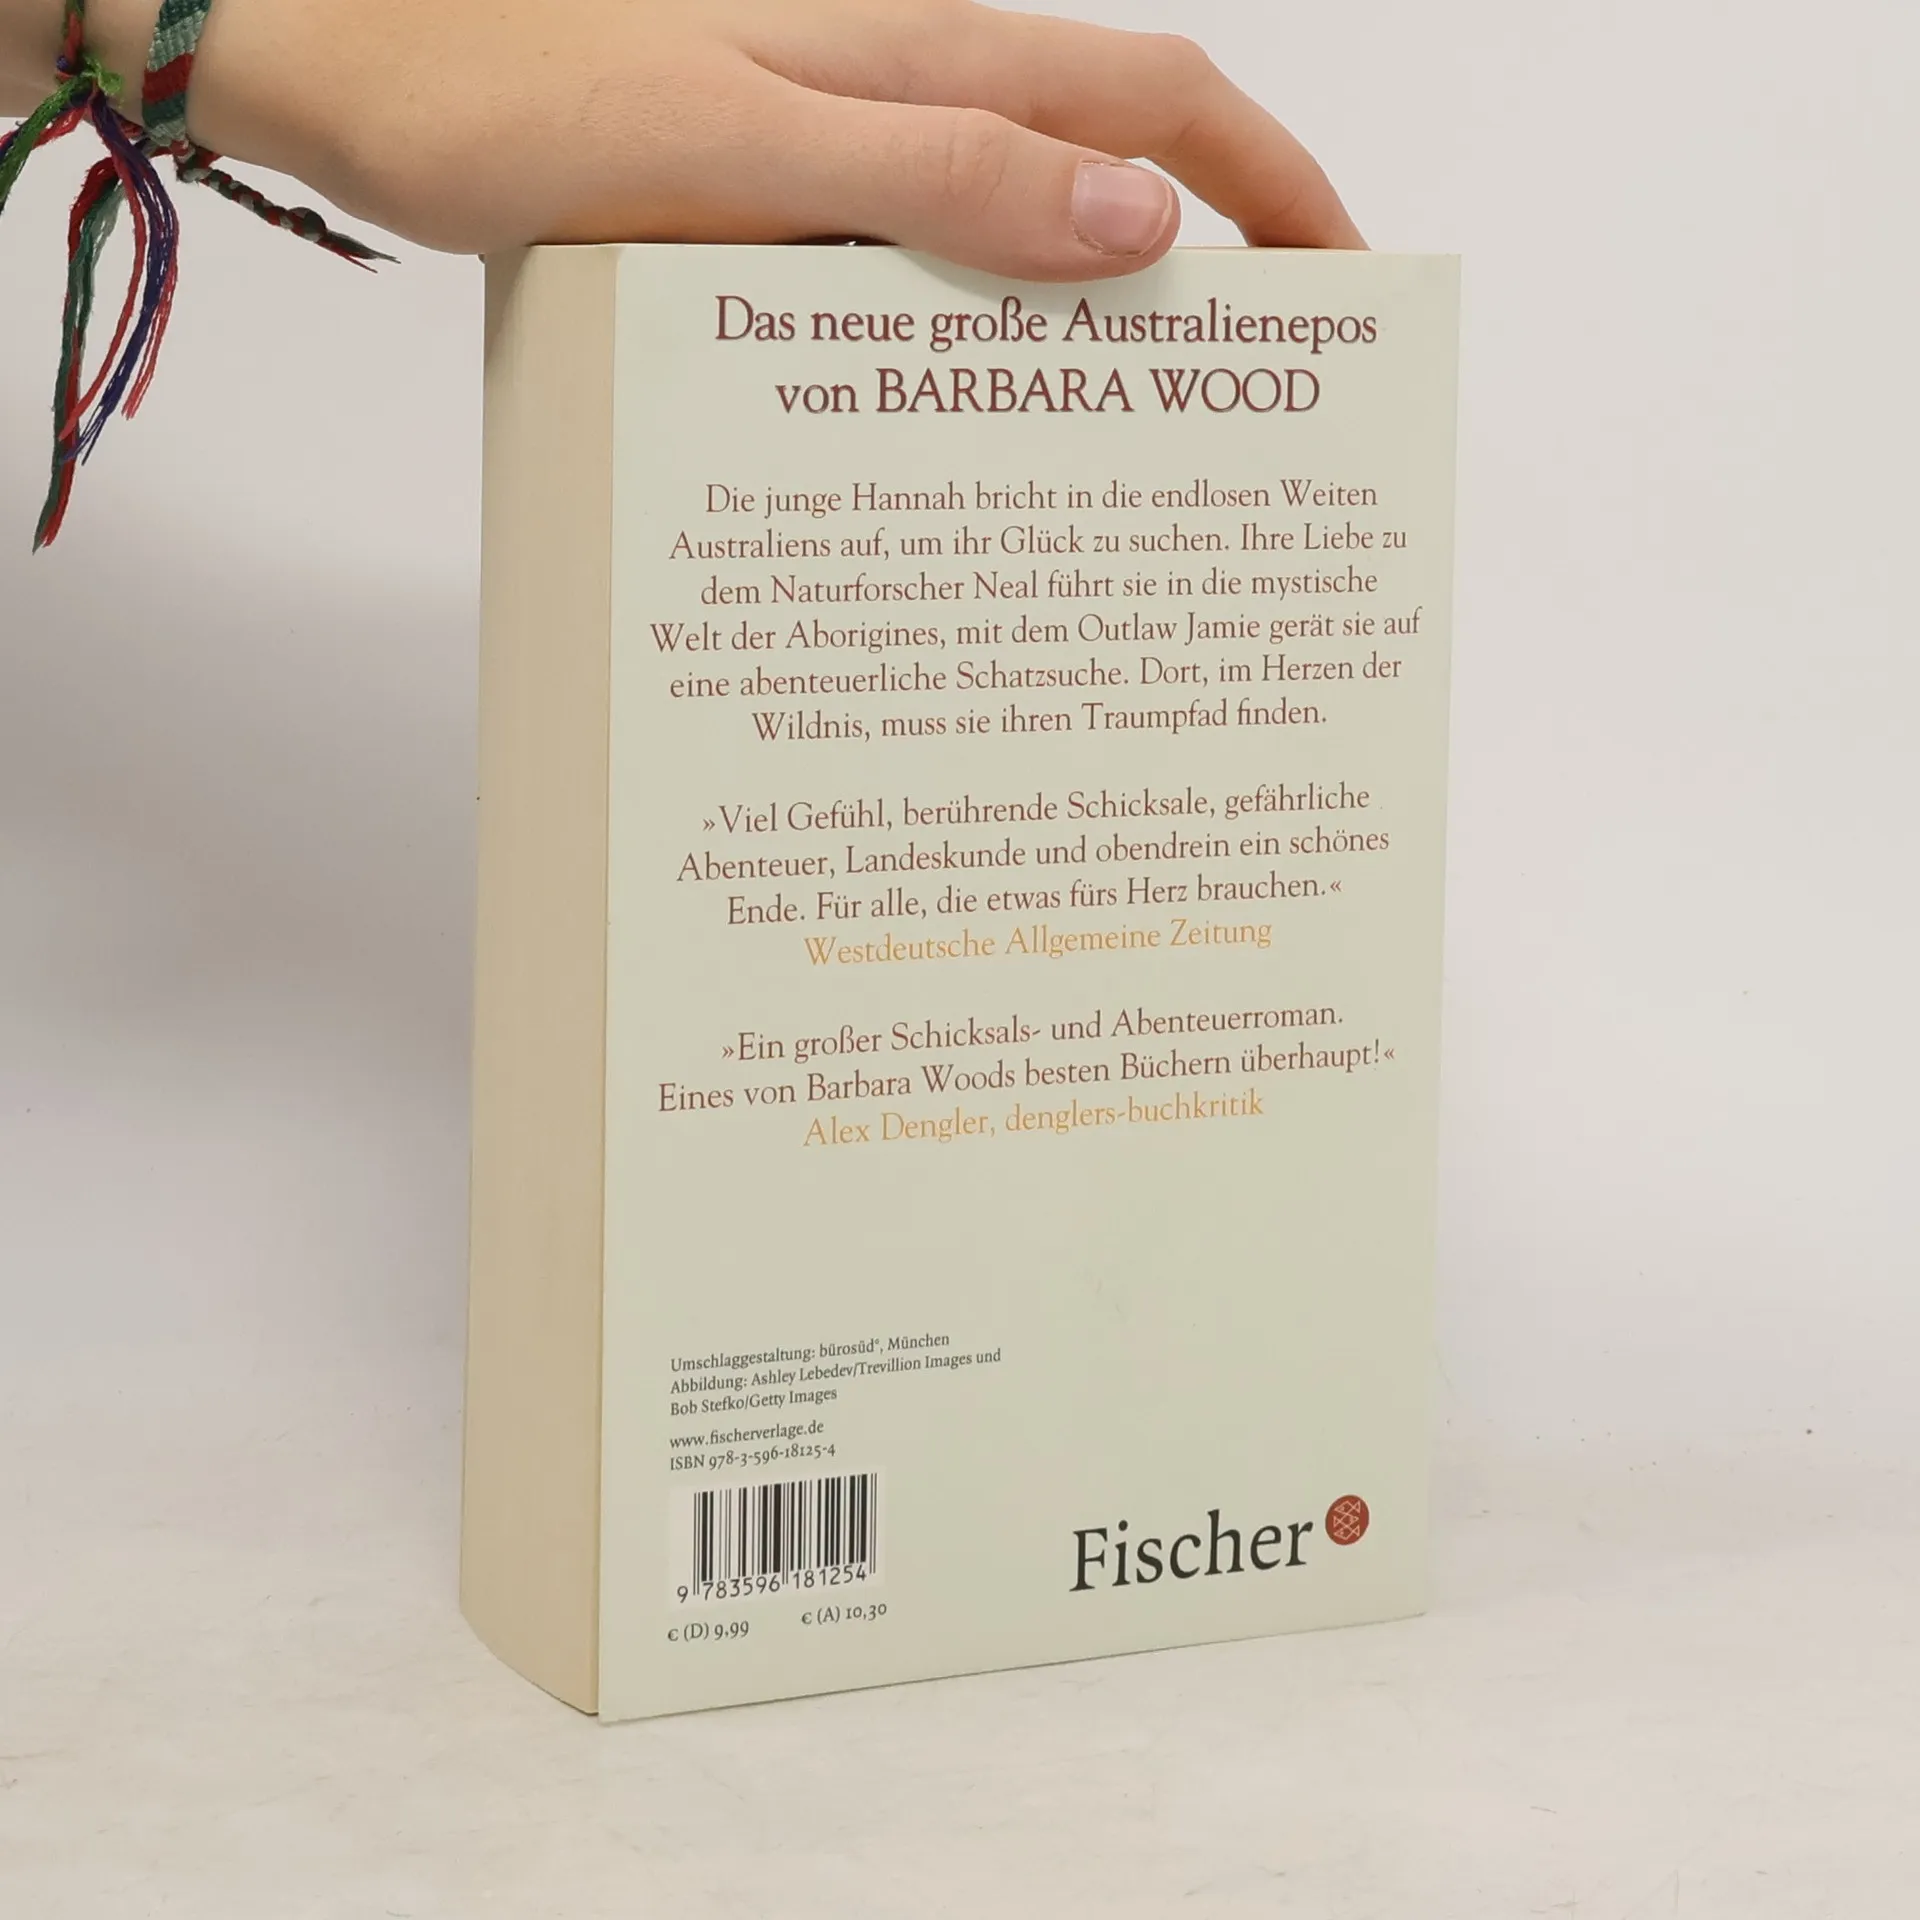 Das neue große Australienepos
von BARBARA WOOD
Die junge Hannah bricht in die endlosen Weiten
Australiens auf, um ihr Glück zu suchen. Ihre Liebe zu
dem Naturforscher Neal führt sie in die mystische
Welt der Aborigines, mit dem Outlaw Jamie gerät sie auf
eine abenteuerliche Schatzsuche. Dort, im Herzen der
Wildnis, muss sie ihren Traumpfad finden.
»Viel Gefühl, berührende Schicksale, gefährliche
Abenteuer, Landeskunde und obendrein ein schönes
Ende. Für alle, die etwas fürs Herz brauchen.«
Westdeutsche Allgemeine Zeitung
»Ein großer Schicksals- und Abenteuerroman.
Eines von Barbara Woods besten Büchern überhaupt!«
Alex Dengler, denglers-buchkritik
Umschlaggestaltung: bürosüd°, München
Abbildung: Ashley Lebedev/Trevillion Images und
Bob Stefko/Getty Images
www.fischerverlage.de
ISBN 978-3-596-18125-4
9 783596 181254
€ (D) 9,99 € (A) 10,30
Fischer